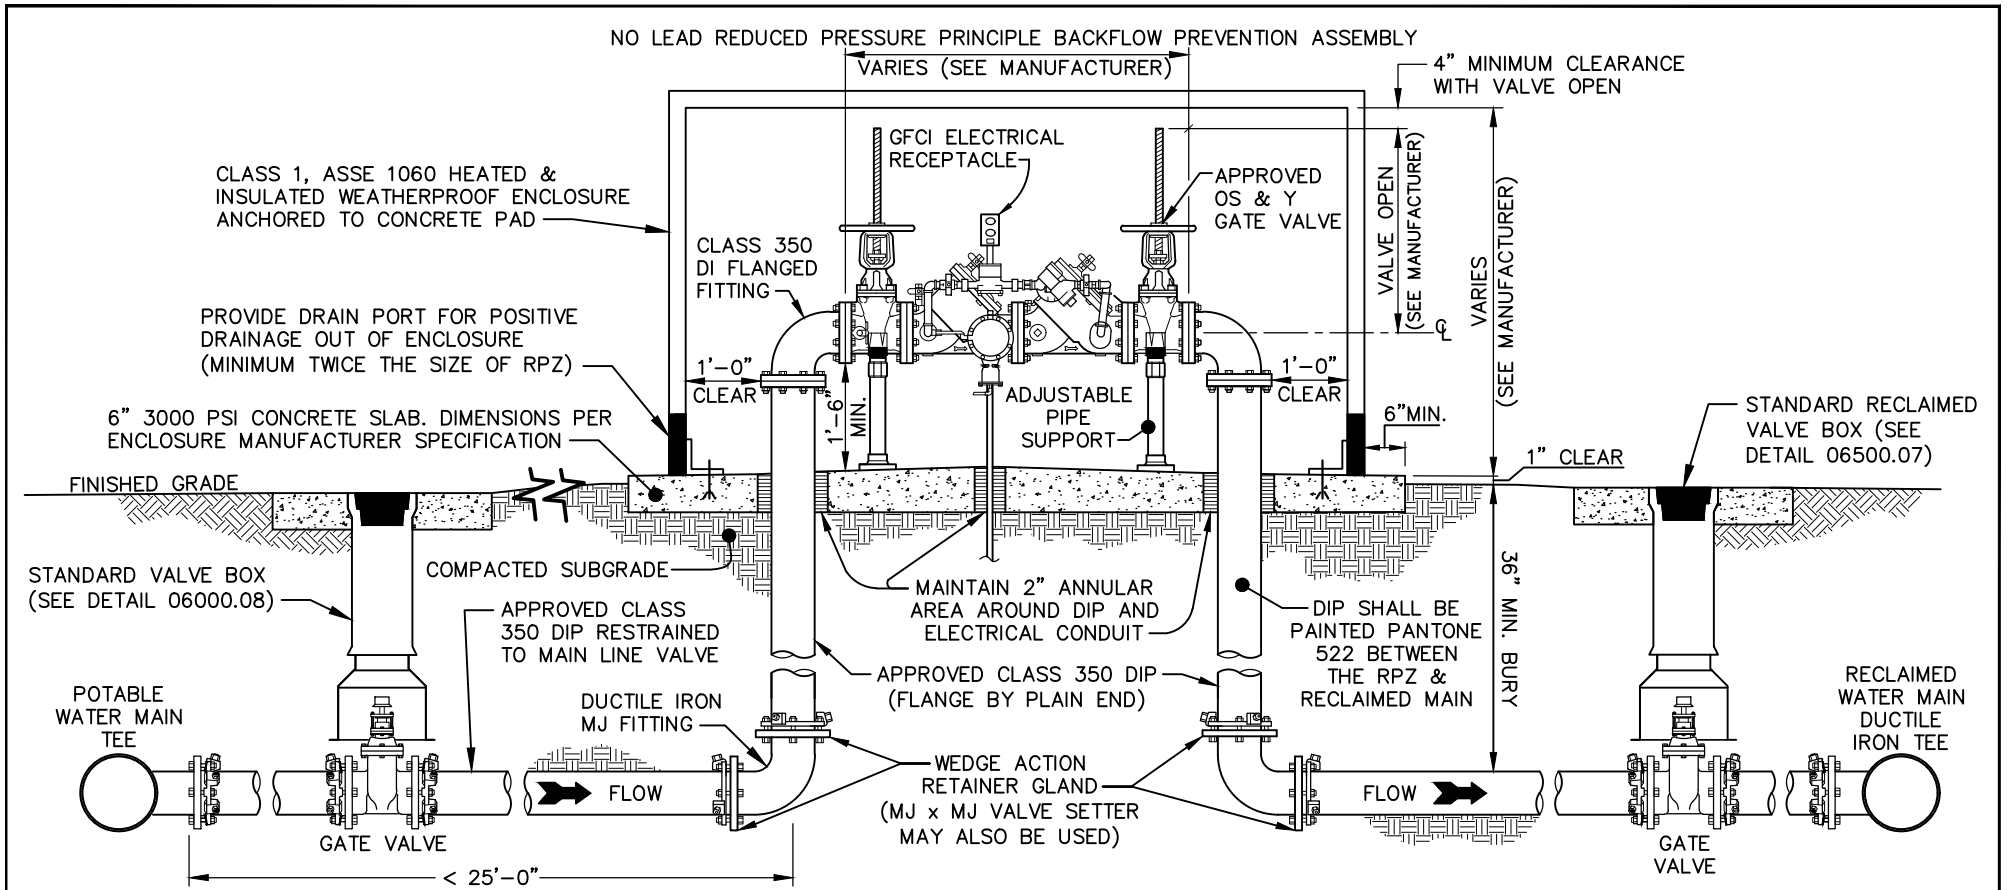 NO LEAD REDUCED PRESSURE PRINCIPLE BACKFLOW PREVENTION ASSEMBLY
VARIES (SEE MANUFACTURER)
4" MINIMUM CLEARANCE
WITH VALVE OPEN
GFCI ELECTRICAL
RECEPTACLE
CLASS 1, ASSE 1060 HEATED &
INSULATED WEATHERPROOF ENCLOSURE
ANCHORED TO CONCRETE PAD
APPROVED
OS & Y
GATE VALVE
VALVE OPEN
(SEE MANUFACTURER)
VARIES
(SEE MANUFACTURER)
CLASS 350
DI FLANGED
FITTING
PROVIDE DRAIN PORT FOR POSITIVE
DRAINAGE OUT OF ENCLOSURE
(MINIMUM TWICE THE SIZE OF RPZ)
℄
1'-0"
CLEAR
1'-6"
MIN.
ADJUSTABLE
PIPE
SUPPORT
1'-0"
CLEAR
6"MIN.
6" 3000 PSI CONCRETE SLAB. DIMENSIONS PER
ENCLOSURE MANUFACTURER SPECIFICATION
STANDARD RECLAIMED
VALVE BOX (SEE
DETAIL 06500.07)
1" CLEAR
FINISHED GRADE
COMPACTED SUBGRADE
STANDARD VALVE BOX
(SEE DETAIL 06000.08)
APPROVED CLASS
350 DIP RESTRAINED
TO MAIN LINE VALVE
MAINTAIN 2" ANNULAR
AREA AROUND DIP AND
ELECTRICAL CONDUIT
DIP SHALL BE
PAINTED PANTONE
522 BETWEEN
THE RPZ &
RECLAIMED MAIN
36" MIN. BURY
APPROVED CLASS 350 DIP
(FLANGE BY PLAIN END)
POTABLE
WATER MAIN
TEE
DUCTILE IRON
MJ FITTING
RECLAIMED
WATER MAIN
DUCTILE
IRON TEE
WEDGE ACTION
RETAINER GLAND
(MJ x MJ VALVE SETTER
MAY ALSO BE USED)
FLOW
FLOW
GATE VALVE
GATE
VALVE
< 25'-0"